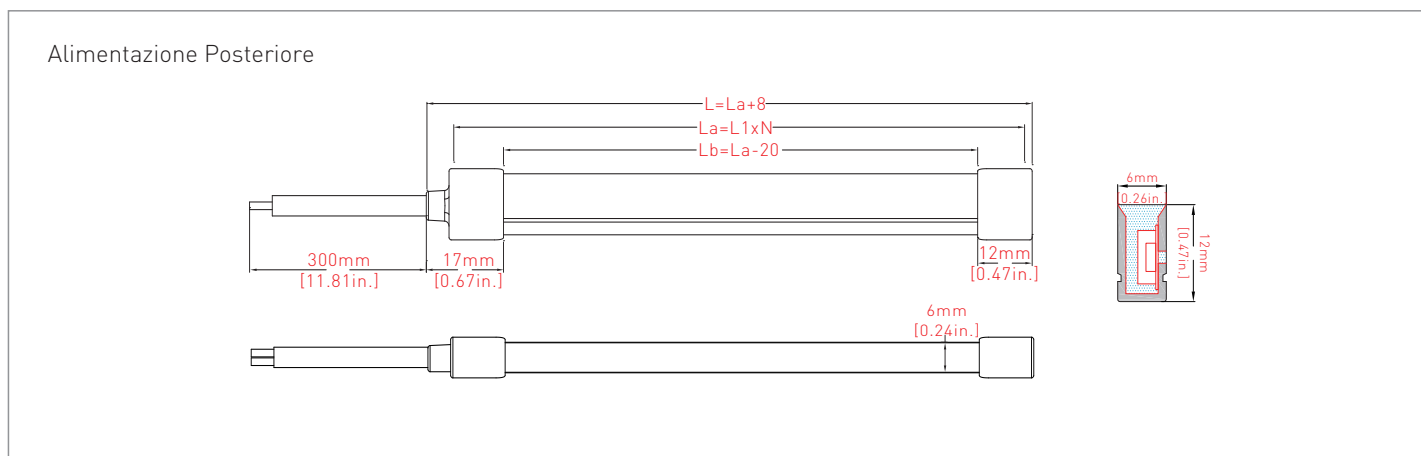 Alimentazione Posteriore
L=La+8
La=L1xN
Lb=La-20
300mm
[11.81in.]
17mm
[0.67in.]
12mm
[0.47in.]
6mm
[0.26in.]
12mm
[0.47in.]
6mm
[0.24in.]